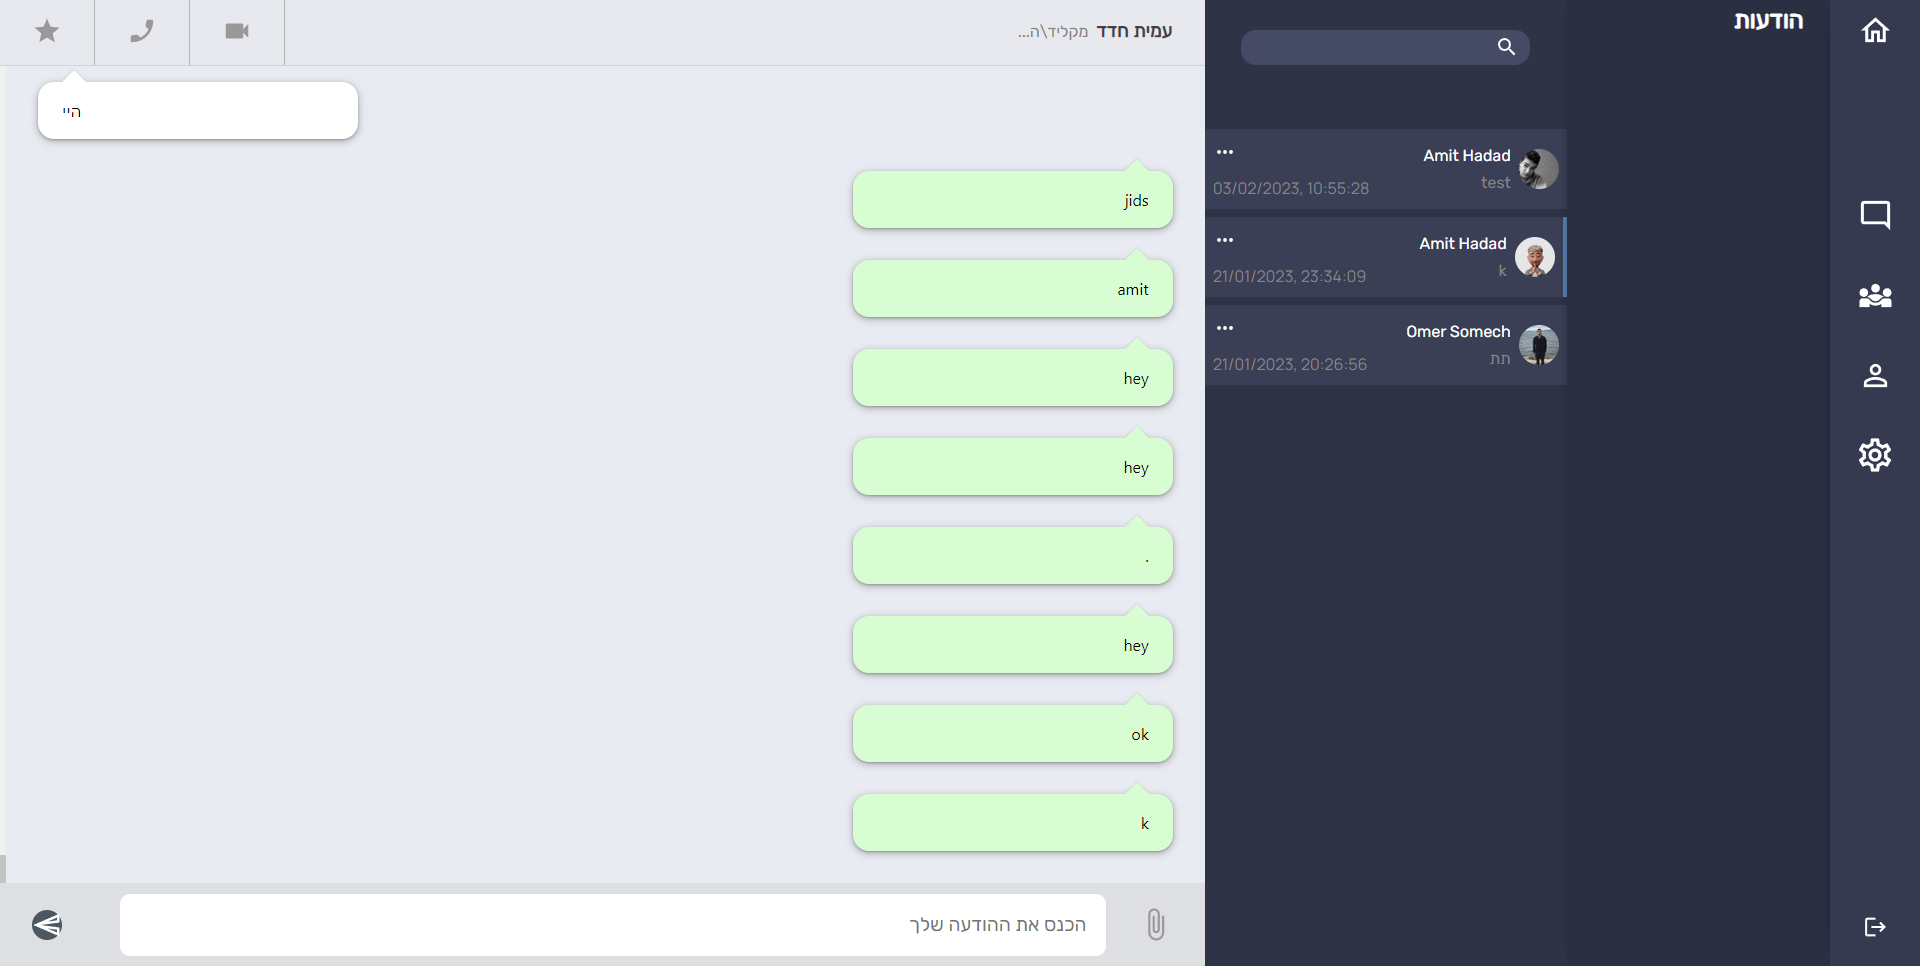 הודעות
עמית חדד מקליד\ה...
היי
jids
amit
hey
hey
.
hey
ok
k
הכנס את ההודעה שלך
Amit Hadad
test
03/02/2023, 10:55:28
Amit Hadad
k
21/01/2023, 23:34:09
Omer Somech
תת
21/01/2023, 20:26:56